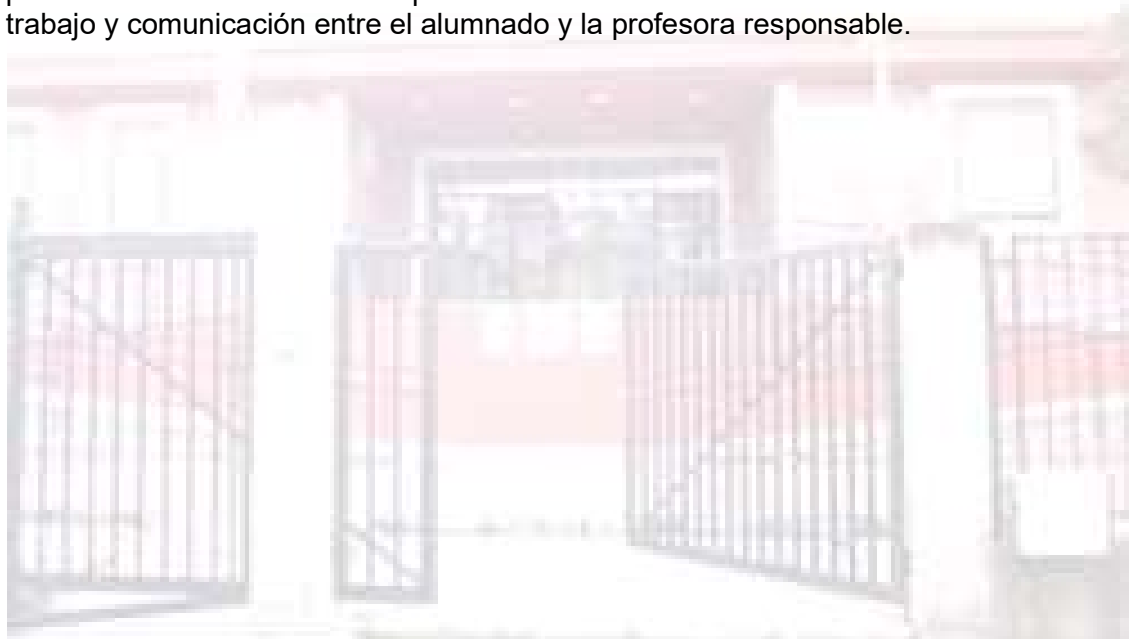 trabajo y comunicación entre el alumnado y la profesora responsable.